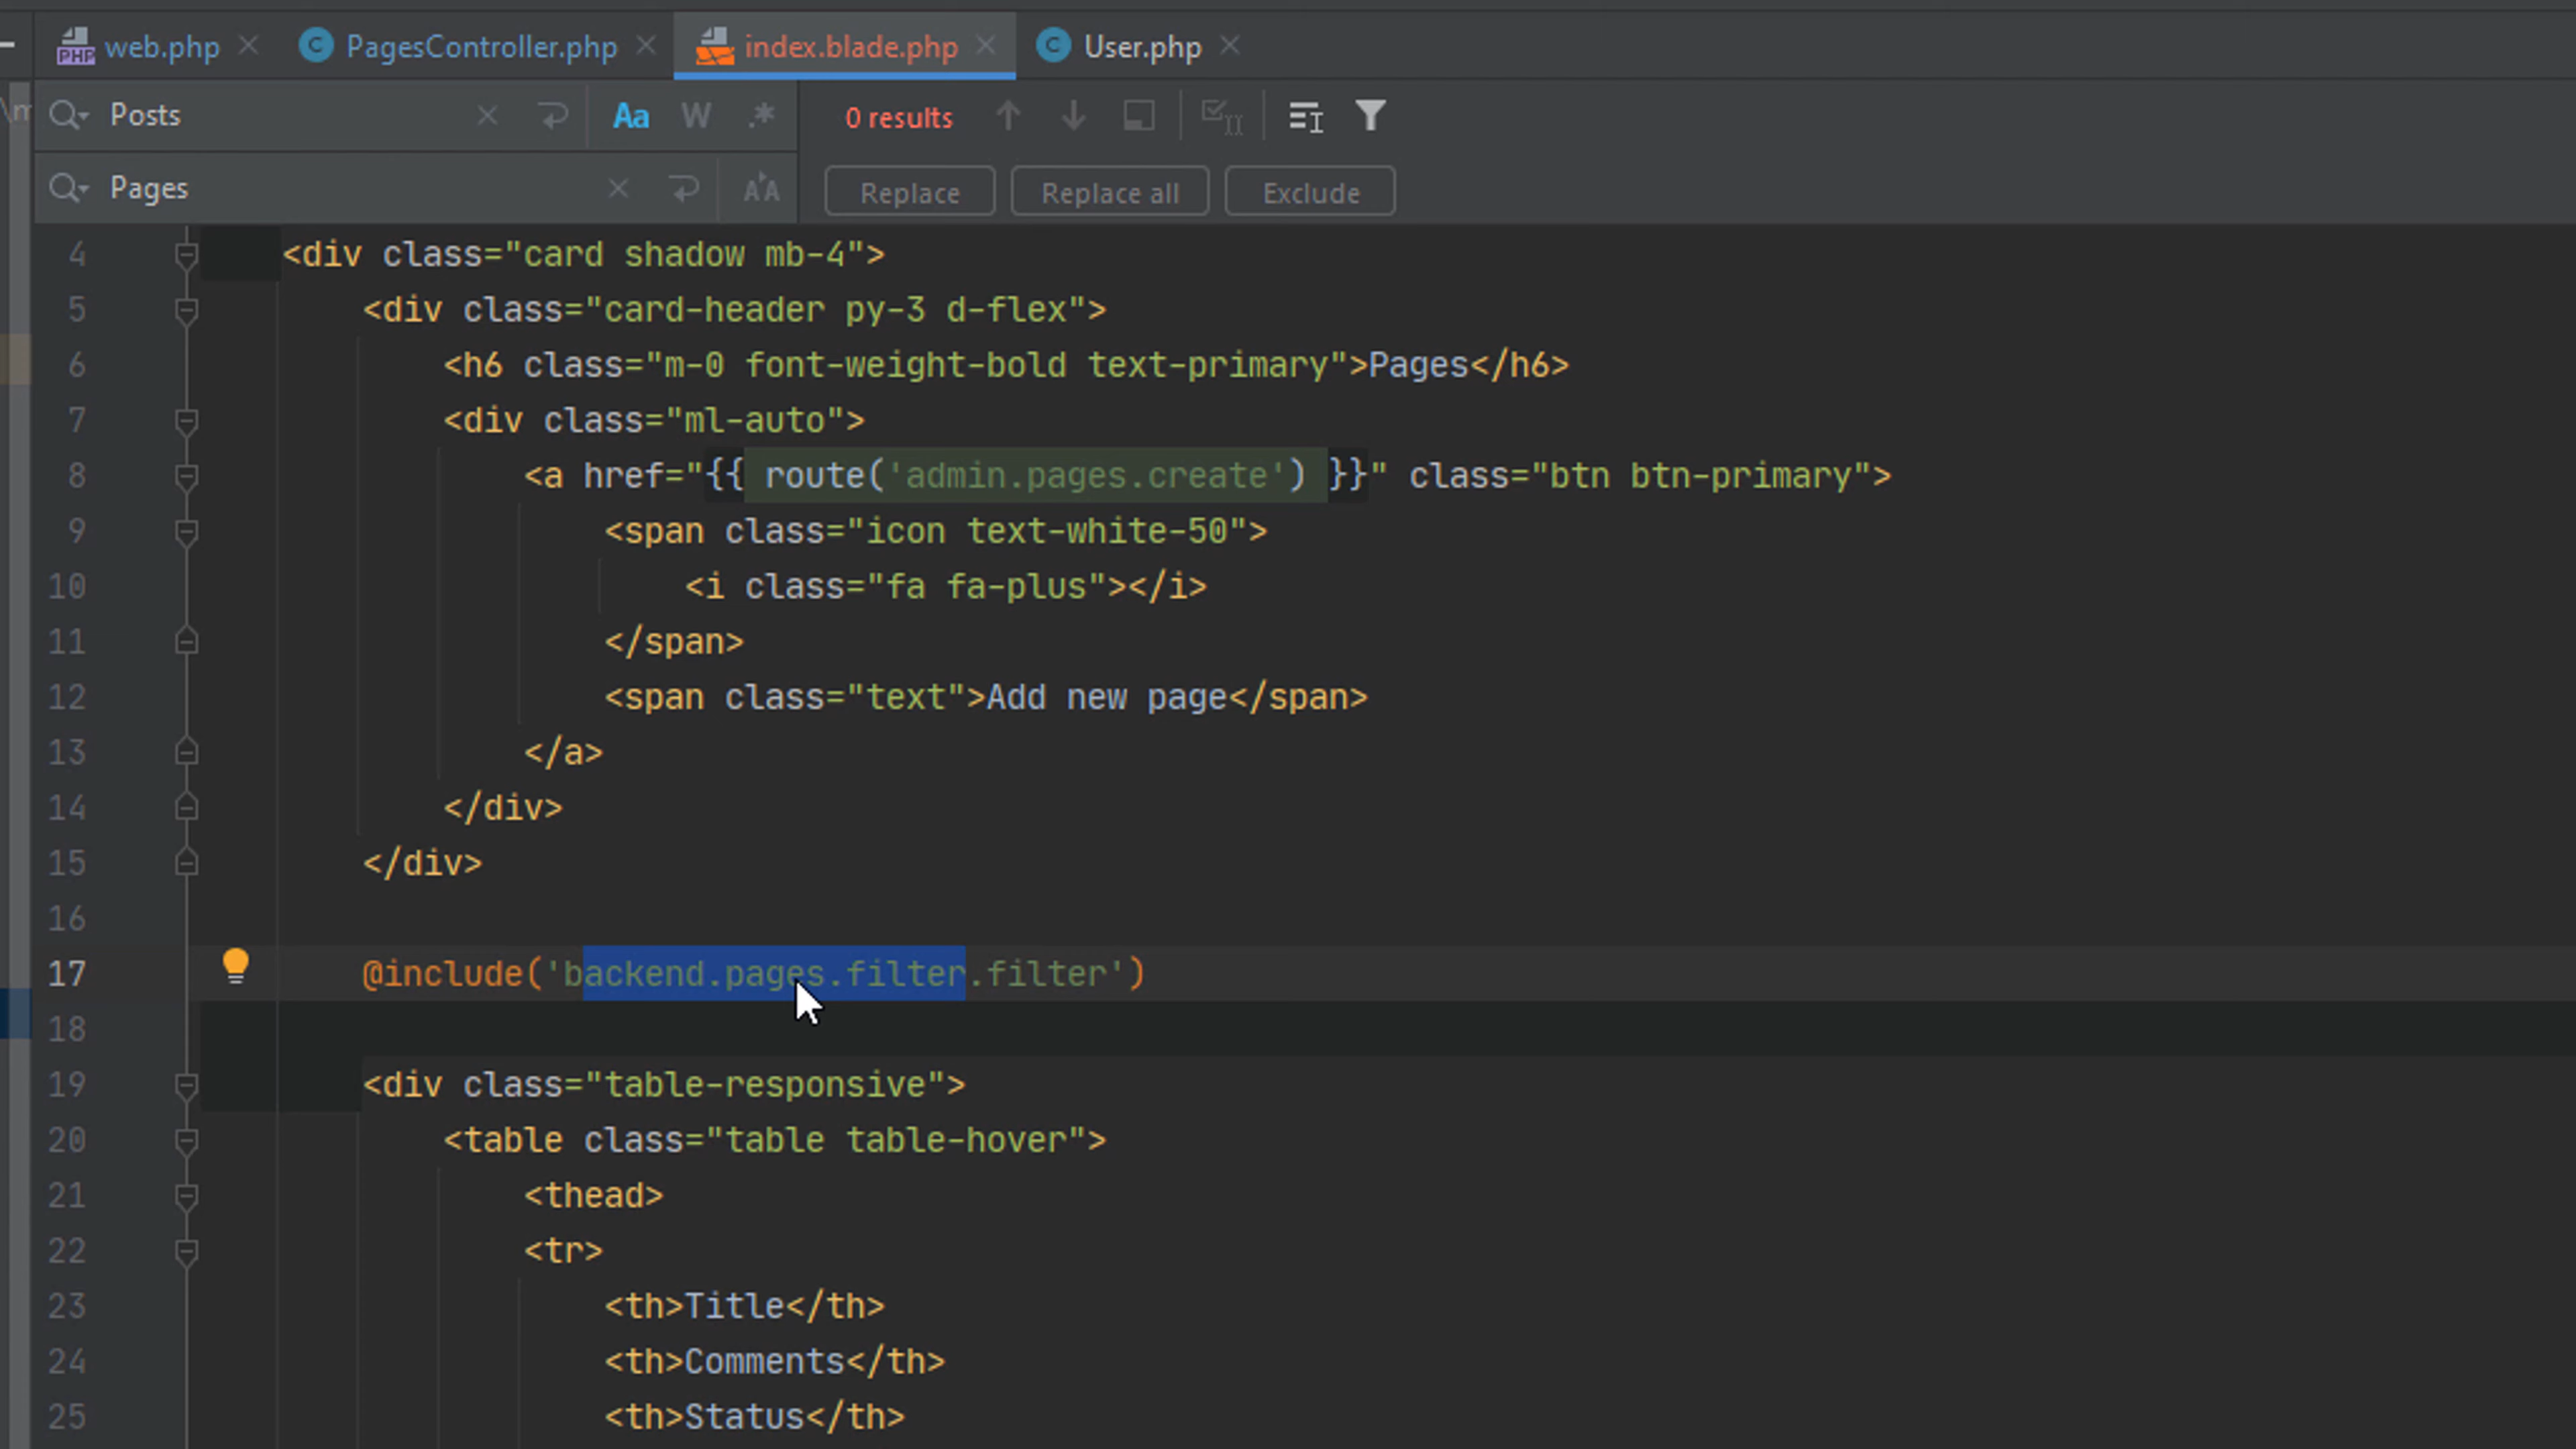 web.php PagesController.php index.blade.php User.php
Posts Aa W .* 0 results
Pages Replace Replace all Exclude
4 <div class="card shadow mb-4">
5 <div class="card-header py-3 d-flex">
6 <h6 class="m-0 font-weight-bold text-primary">Pages</h6>
7 <div class="ml-auto">
8 <a href="{{ route('admin.pages.create') }}" class="btn btn-primary">
9 <span class="icon text-white-50">
10 <i class="fa fa-plus"></i>
11 </span>
12 <span class="text">Add new page</span>
13 </a>
14 </div>
15 </div>
16
17 @include('backend.pages.filter.filter')
18
19 <div class="table-responsive">
20 <table class="table table-hover">
21 <thead>
22 <tr>
23 <th>Title</th>
24 <th>Comments</th>
25 <th>Status</th>